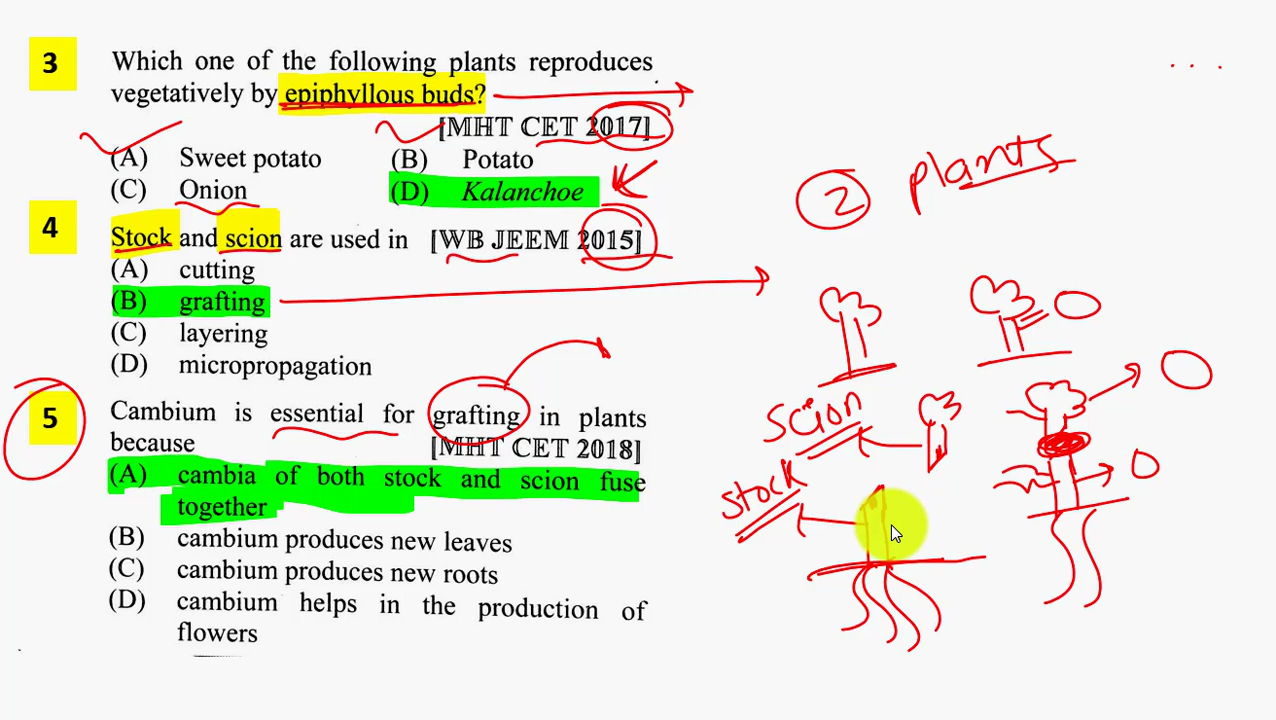 3
Which one of the following plants reproduces
vegetatively by epiphyllous buds?
[MHT CET 2017]
(A) Sweet potato (B) Potato
(C) Onion (D) Kalanchoe
4
Stock and scion are used in [WB JEEM 2015]
(A) cutting
(B) grafting
(C) layering
(D) micropropagation
5
Cambium is essential for grafting in plants
because [MHT CET 2018]
(A) cambia of both stock and scion fuse
together
(B) cambium produces new leaves
(C) cambium produces new roots
(D) cambium helps in the production of
flowers
2 plants
scion
stock